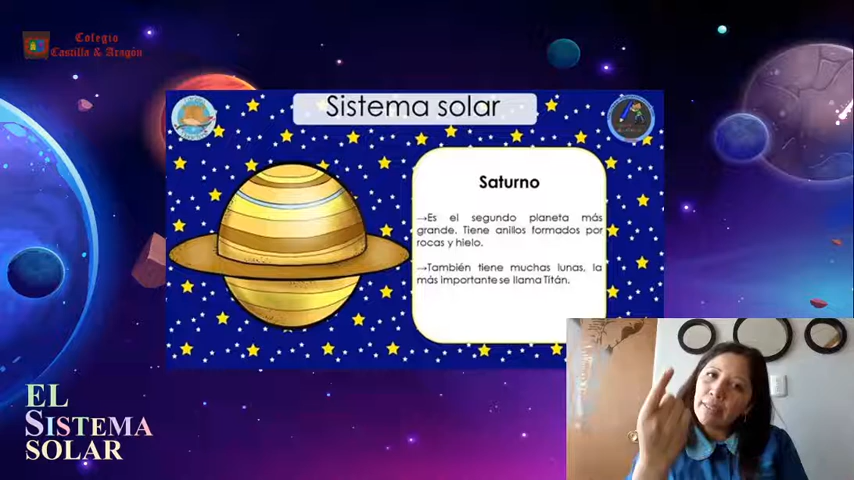 Colegio
Castilla & Aragón
Sistema solar
Saturno
→Es el segundo planeta más
grande. Tiene anillos formados por
rocas y hielo.
→También tiene muchas lunas, la
más importante se llama Titán.
EL
SISTEMA
SOLAR